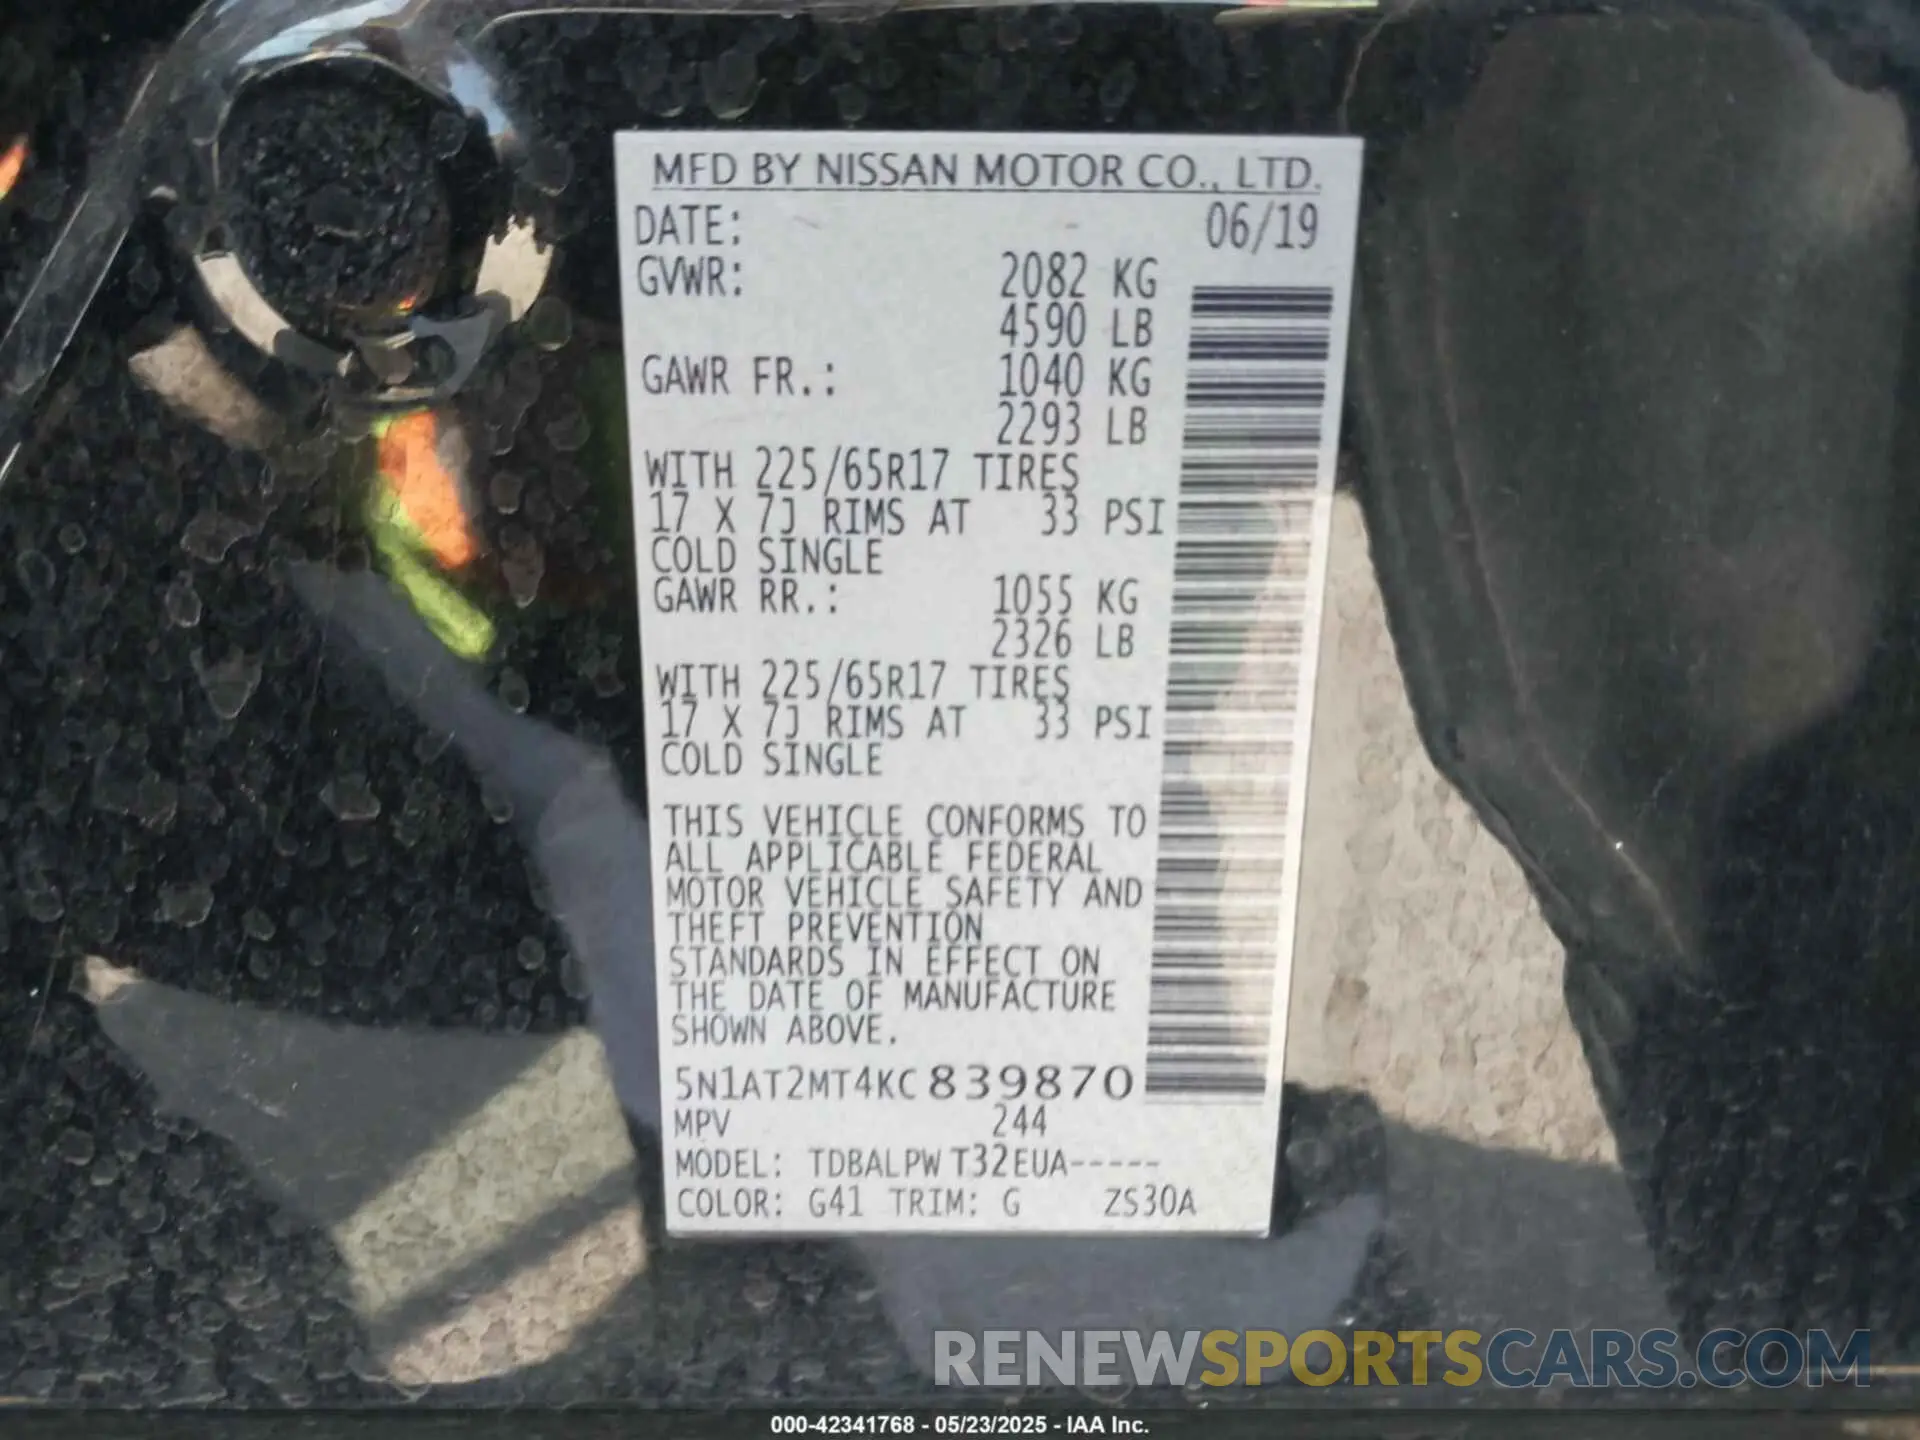 MFD BY NISSAN MOTOR CO., LTD.
DATE: 06/19
GVWR: 2082 KG
4590 LB
GAWR FR.: 1040 KG
2293 LB
WITH 225/65R17 TIRES
17 X 7J RIMS AT 33 PSI
COLD SINGLE
GAWR RR.: 1055 KG
2326 LB
WITH 225/65R17 TIRES
17 X 7J RIMS AT 33 PSI
COLD SINGLE
THIS VEHICLE CONFORMS TO
ALL APPLICABLE FEDERAL
MOTOR VEHICLE SAFETY AND
THEFT PREVENTION
STANDARDS IN EFFECT ON
THE DATE OF MANUFACTURE
SHOWN ABOVE.
5N1AT2MT4KC839870
MPV 244
MODEL: TDBALPW T32EUA-----
COLOR: G41 TRIM: G ZS30A
RENEWSPORTSCARS.COM
000-42341768 - 05/23/2025 - IAA Inc.